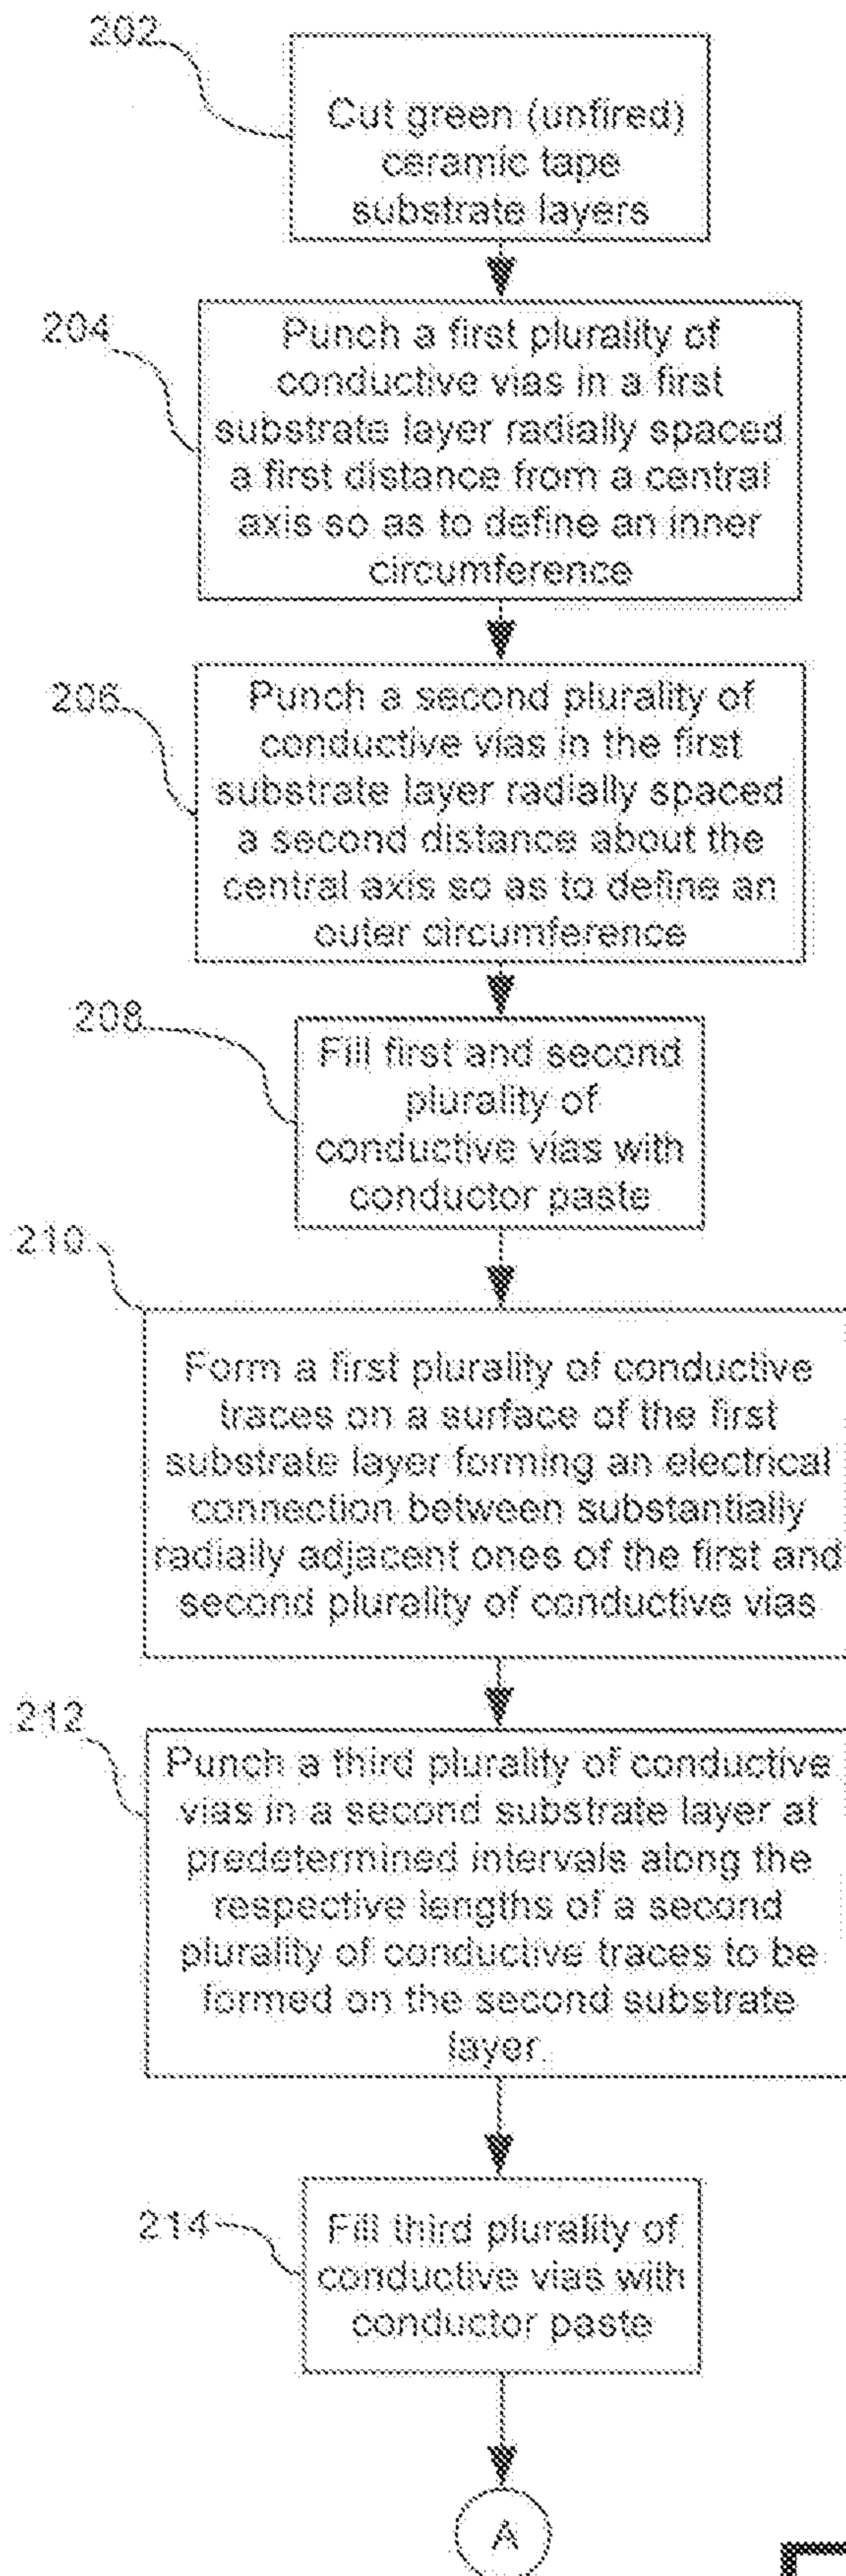 202
Cut green (unfired)
ceramic tape
substrate layers
204
Punch a first plurality of
conductive vias in a first
substrate layer radially spaced
a first distance from a central
axis so as to define an inner
circumference
206
Punch a second plurality of
conductive vias in the first
substrate layer radially spaced
a second distance about the
central axis so as to define an
outer circumference
208
Fill first and second
plurality of
conductive vias with
conductor paste
210
Form a first plurality of conductive
traces on a surface of the first
substrate layer forming an electrical
connection between substantially
radially adjacent ones of the first and
second plurality of conductive vias
212
Punch a third plurality of conductive
vias in a second substrate layer at
predetermined intervals along the
respective lengths of a second
plurality of conductive traces to be
formed on the second substrate
layer.
214
Fill third plurality of
conductive vias with
conductor paste
A